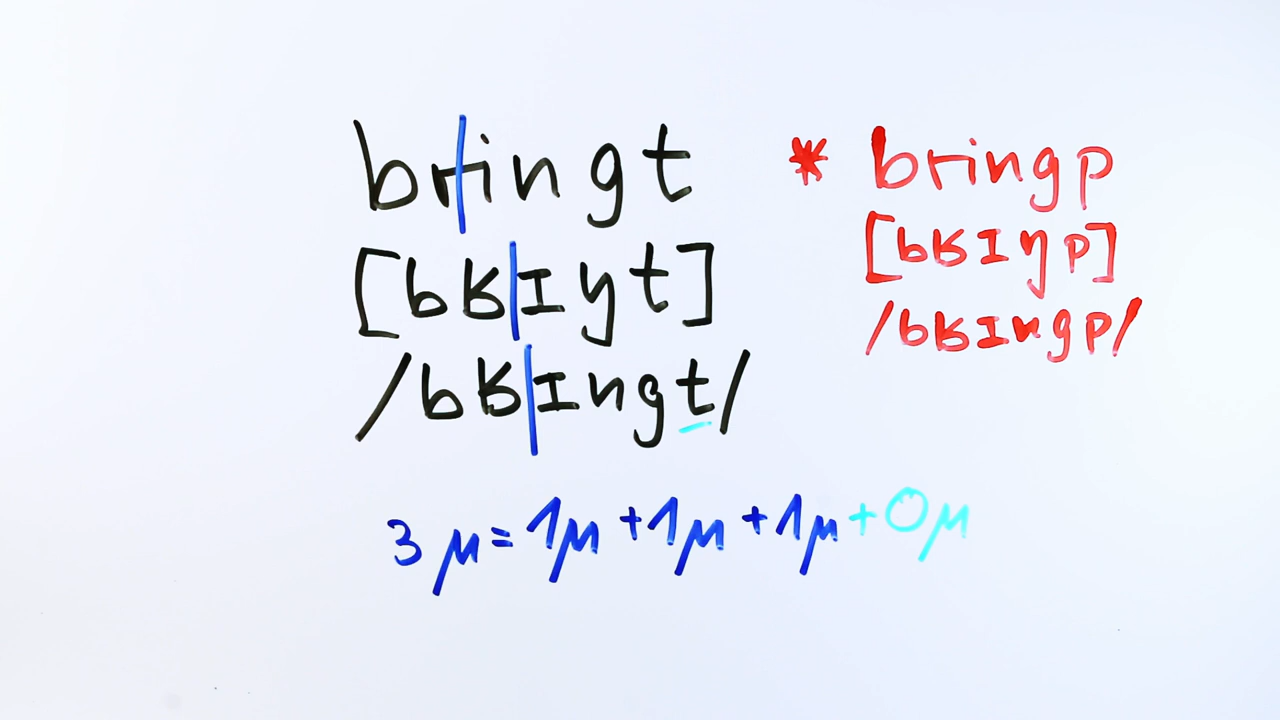 bringt
[bʁɪŋt]
/bʁɪngt/
* bringp
[bʁɪŋp]
/bʁɪngp/
3μ = 1μ + 1μ + 1μ + 0μ